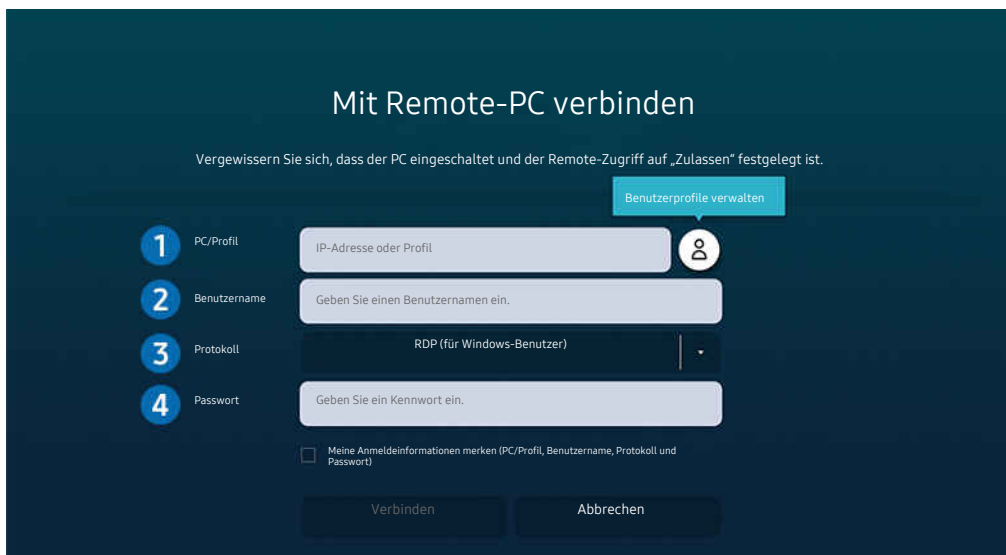 Mit Remote-PC verbinden
Vergewissern Sie sich, dass der PC eingeschaltet und der Remote-Zugriff auf „Zulassen“ festgelegt ist.
Benutzerprofile verwalten
1 PC/Profil IP-Adresse oder Profil
2 Benutzername Geben Sie einen Benutzernamen ein.
3 Protokoll RDP (für Windows-Benutzer)
4 Passwort Geben Sie ein Kennwort ein.
Meine Anmeldeinformationen merken (PC/Profil, Benutzername, Protokoll und
Passwort)
Verbinden Abbrechen